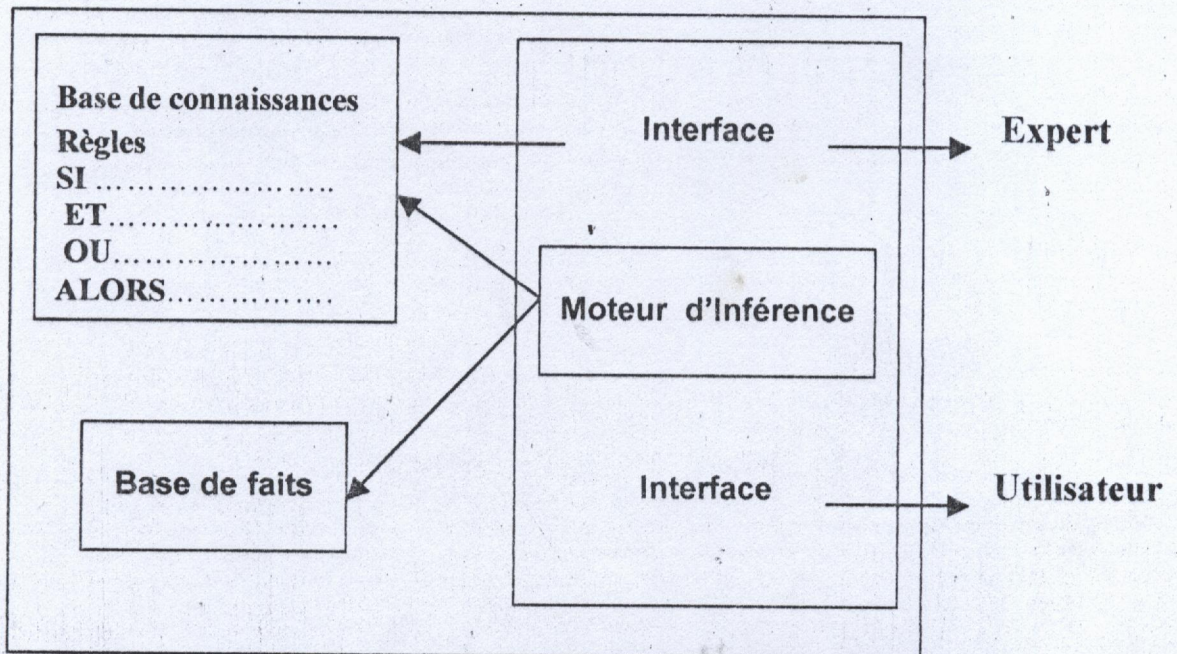 Base de connaissances
Règles
SI .......................
ET.......................
OU.......................
ALORS.................
Interface
Expert
Moteur d'Inférence
Base de faits
Interface
Utilisateur